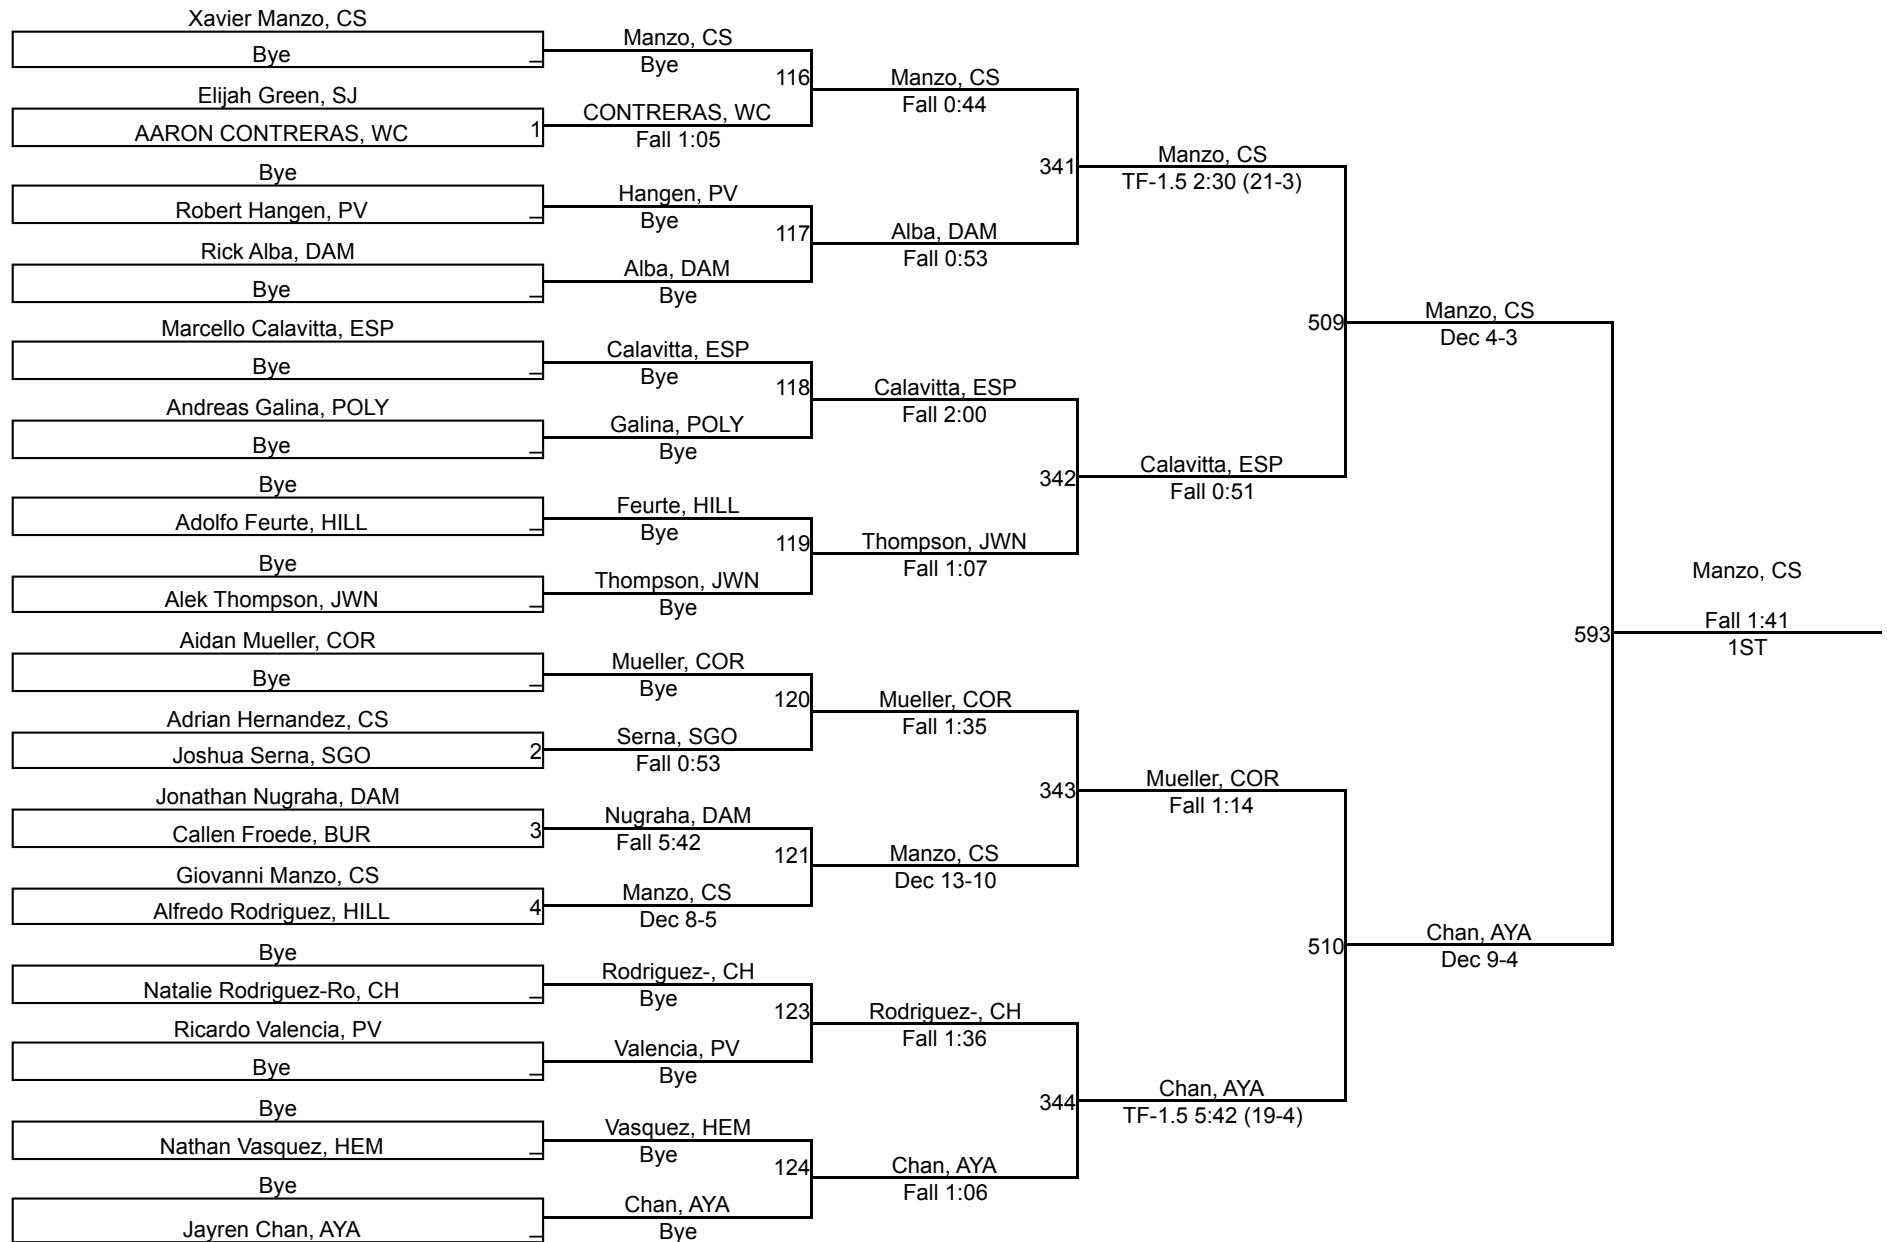 Xavier Manzo, CS
Bye
_
Elijah Green, SJ
AARON CONTRERAS, WC
1
Bye
Robert Hangen, PV
_
Rick Alba, DAM
Bye
_
Marcello Calavitta, ESP
Bye
_
Andreas Galina, POLY
Bye
_
Bye
Adolfo Feurte, HILL
_
Bye
Alek Thompson, JWN
_
Aidan Mueller, COR
Bye
_
Adrian Hernandez, CS
Joshua Serna, SGO
2
Jonathan Nugraha, DAM
Callen Froede, BUR
3
Giovanni Manzo, CS
Alfredo Rodriguez, HILL
4
Bye
Natalie Rodriguez-Ro, CH
_
Ricardo Valencia, PV
Bye
_
Bye
Nathan Vasquez, HEM
_
Bye
Jayren Chan, AYA
_
Manzo, CS
Bye
116
CONTRERAS, WC
Fall 1:05
Hangen, PV
Bye
117
Alba, DAM
Bye
Calavitta, ESP
Bye
118
Galina, POLY
Bye
Feurte, HILL
Bye
119
Thompson, JWN
Bye
Mueller, COR
Bye
120
Serna, SGO
Fall 0:53
Nugraha, DAM
Fall 5:42
121
Manzo, CS
Dec 8-5
Rodriguez-, CH
Bye
123
Valencia, PV
Bye
Vasquez, HEM
Bye
124
Chan, AYA
Bye
Manzo, CS
Fall 0:44
341
Alba, DAM
Fall 0:53
Calavitta, ESP
Fall 2:00
342
Thompson, JWN
Fall 1:07
Mueller, COR
Fall 1:35
343
Manzo, CS
Dec 13-10
Rodriguez-, CH
Fall 1:36
344
Chan, AYA
Fall 1:06
Manzo, CS
TF-1.5 2:30 (21-3)
509
Calavitta, ESP
Fall 0:51
Mueller, COR
Fall 1:14
510
Chan, AYA
TF-1.5 5:42 (19-4)
Manzo, CS
Dec 4-3
593
Chan, AYA
Dec 9-4
Manzo, CS
Fall 1:41
1ST